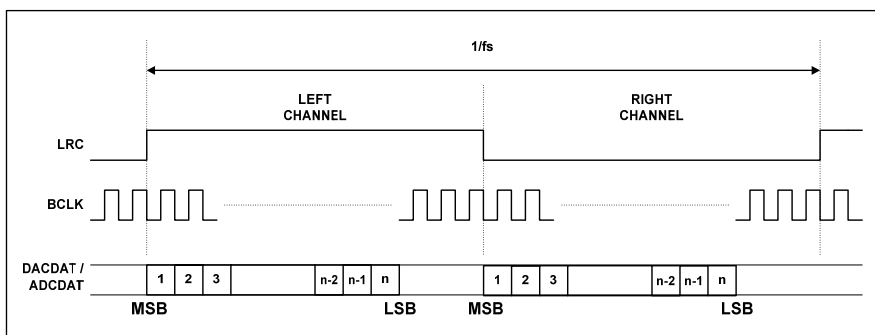 1/fs
LEFT
CHANNEL
RIGHT
CHANNEL
LRC
BCLK
DACDAT /
ADCDAT
1 2 3 n-2 n-1 n 1 2 3 n-2 n-1 n
MSB LSB MSB LSB